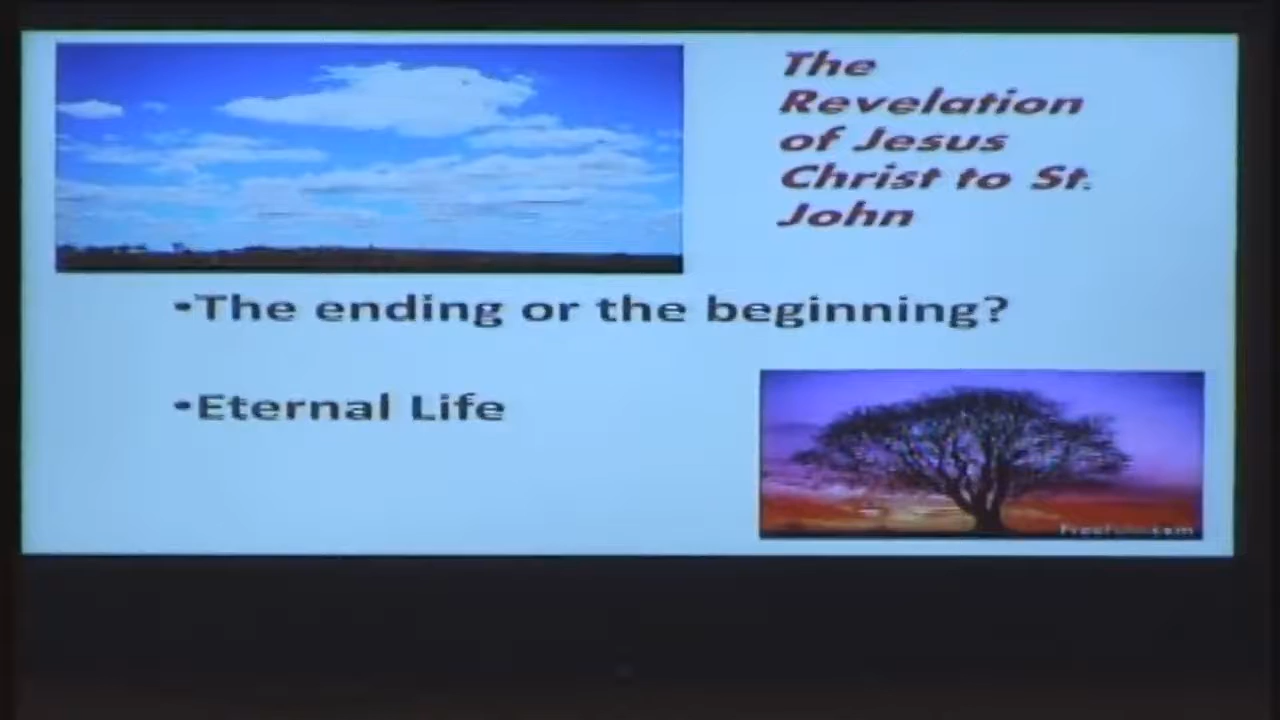 The
Revelation
of Jesus
Christ to St.
John
•The ending or the beginning?
•Eternal Life